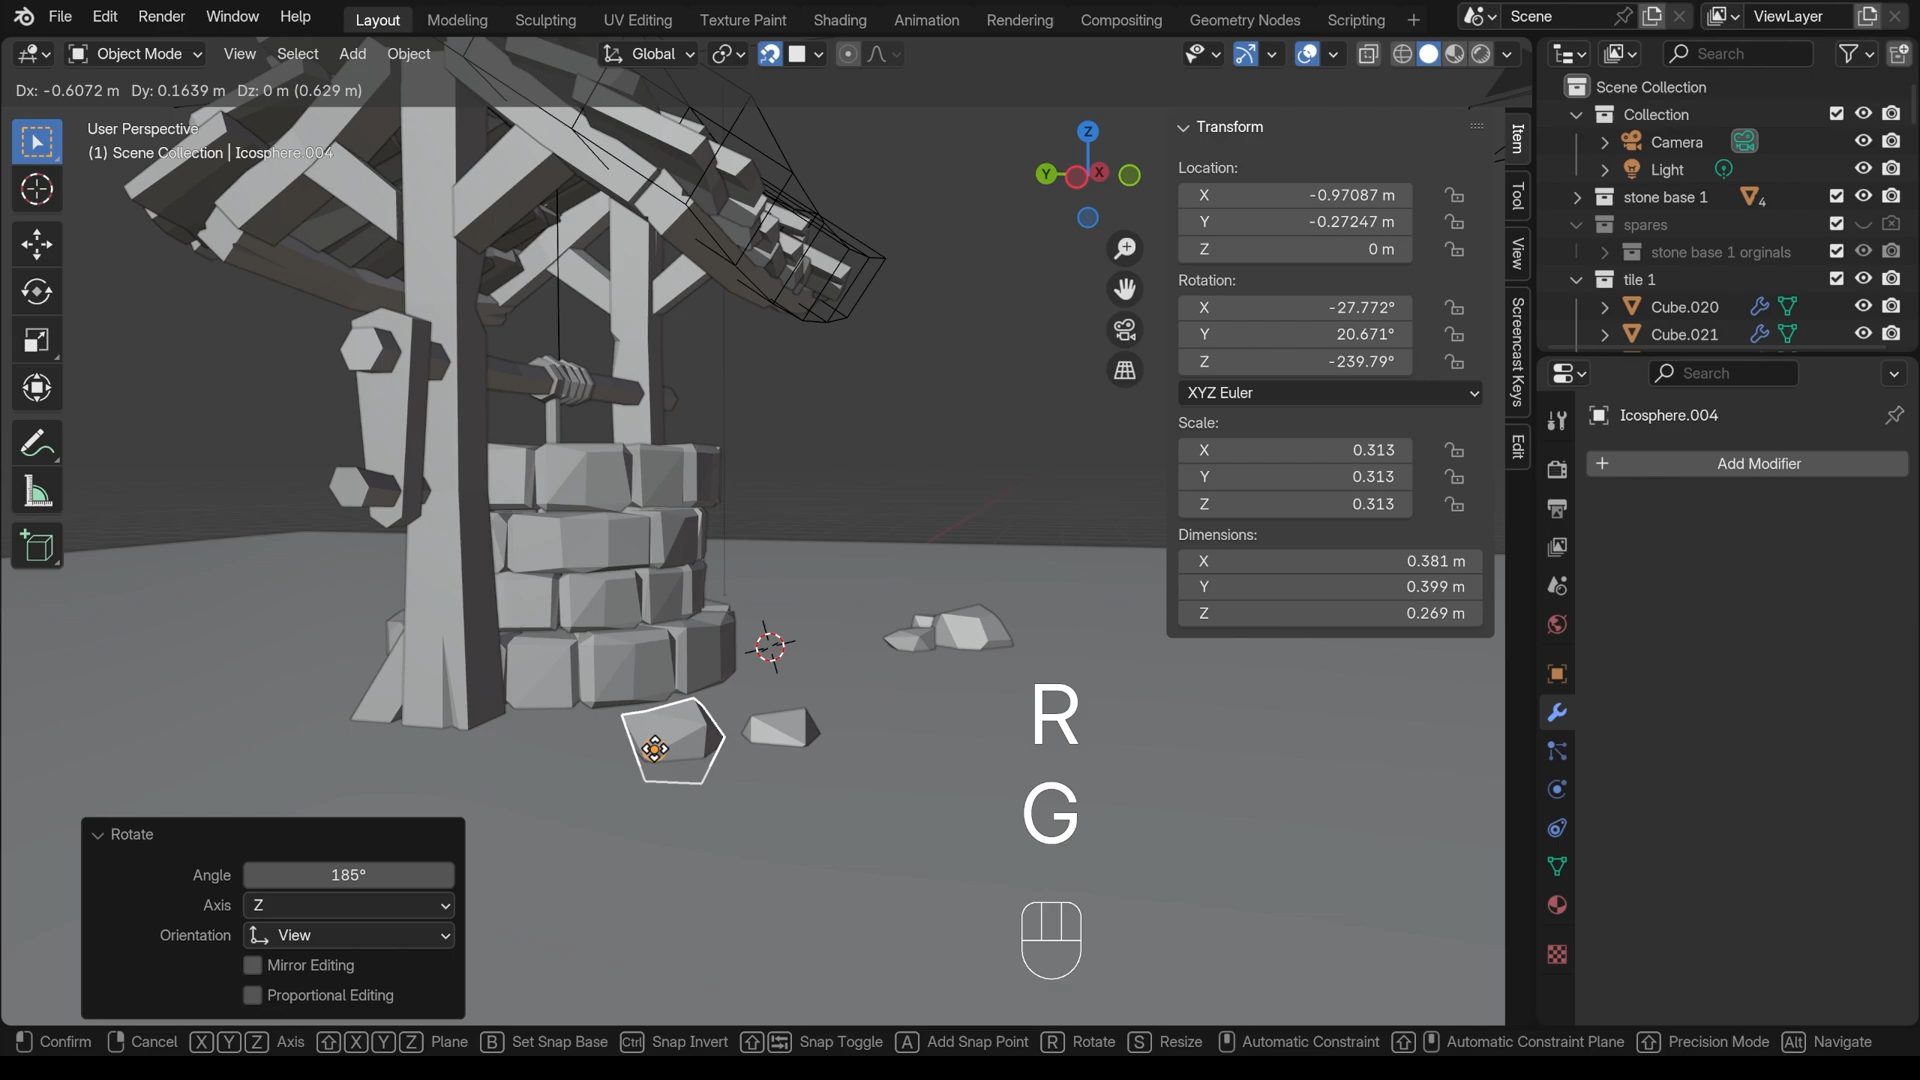 File Edit Render Window Help Layout Modeling Sculpting UV Editing Texture Paint Shading Animation Rendering Compositing Geometry Nodes Scripting + Scene ViewLayer
Object Mode View Select Add Object Global Search
Dx: -0.6072 m Dy: 0.1639 m Dz: 0 m (0.629 m)
User Perspective
(1) Scene Collection | Icosphere.004
Z
Y
X
Transform
Location:
X -0.97087 m
Y -0.27247 m
Z 0 m
Rotation:
X -27.772°
Y 20.671°
Z -239.79°
XYZ Euler
Scale:
X 0.313
Y 0.313
Z 0.313
Dimensions:
X 0.381 m
Y 0.399 m
Z 0.269 m
Item
Tool
View
Screencast Keys
Edit
Scene Collection
Collection
Camera
Light
stone base 1 4
spares
stone base 1 orginals
tile 1
Cube.020
Cube.021
Search
Icosphere.004
+ Add Modifier
R
G
Rotate
Angle 185°
Axis Z
Orientation View
Mirror Editing
Proportional Editing
Confirm Cancel X Y Z Axis X Y Z Plane B Set Snap Base Ctrl Snap Invert Snap Toggle A Add Snap Point R Rotate S Resize Automatic Constraint Automatic Constraint Plane Precision Mode Alt Navigate